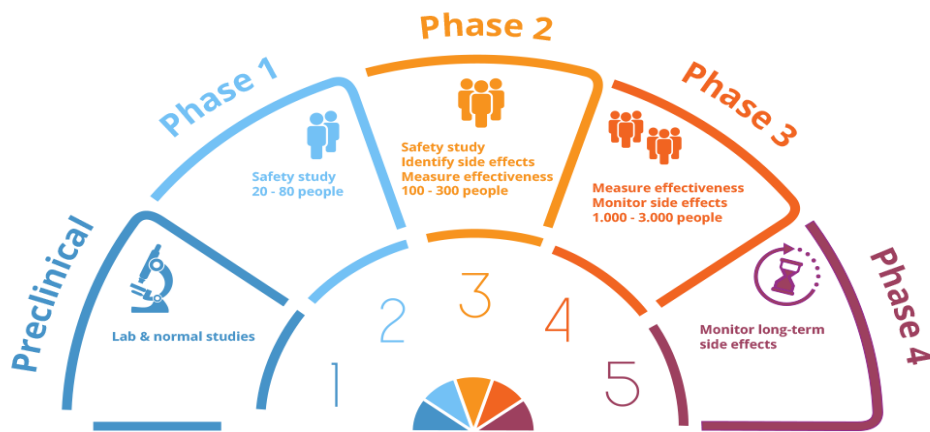 Preclinical
Lab & normal studies
1
Phase 1
Safety study
20 - 80 people
2
Phase 2
Safety study
Identify side effects
Measure effectiveness
100 - 300 people
3
Phase 3
Measure effectiveness
Monitor side effects
1.000 - 3.000 people
4
Phase 4
Monitor long-term
side effects
5